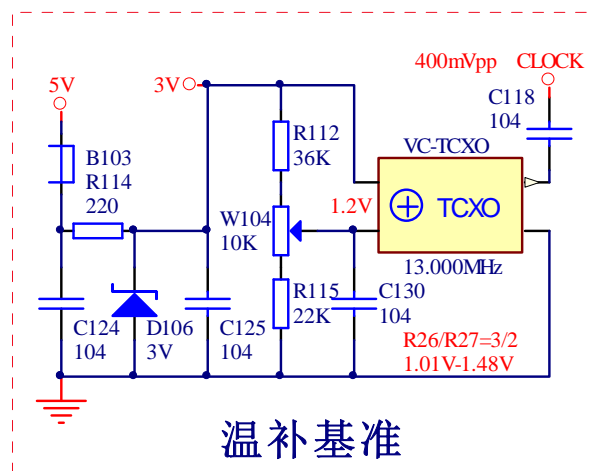 400mVpp CLOCK
5V
3V
C118
104
R112
36K
VC-TCXO
B103
R114
220
W104
10K
1.2V
TCXO
13.000MHz
C124
104
D106
3V
C125
104
R115
22K
C130
104
R26/R27=3/2
1.01V-1.48V
温补基准